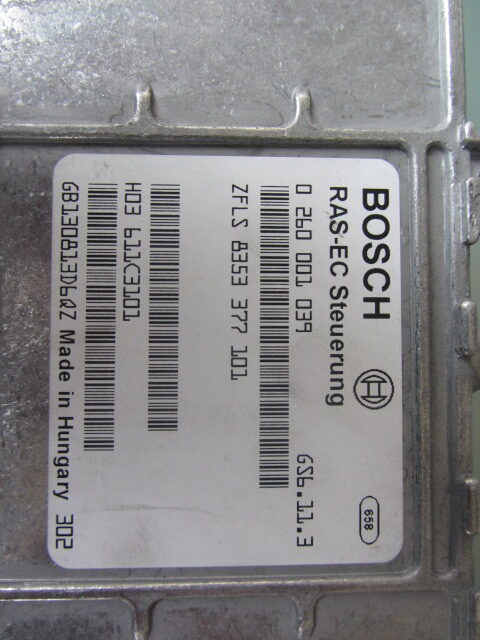 BOSCH
RAS-EC Steuerung
658
0 260 001 039 GS6.11.3
ZFLS 8353 377 101
H03 611C3101
GB130813D6QZ Made in Hungary 302